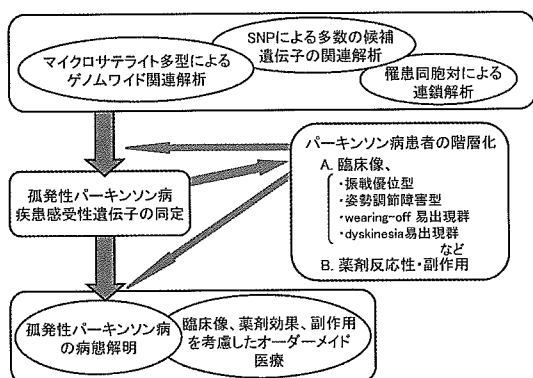 マイクロサテライト多型による
ゲノムワイド関連解析
SNPによる多数の候補
遺伝子の関連解析
罹患同胞対による
連鎖解析
パーキンソン病患者の階層化
A. 臨床像、
・振戦優位型
・姿勢調節障害型
・wearing-off 易出現群
・dyskinesia易出現群
など
B. 薬剤反応性・副作用
孤発性パーキンソン病
疾患感受性遺伝子の同定
孤発性パーキンソン病
の病態解明
臨床像、薬剤効果、副作用
を考慮したオーダーメイド
医療